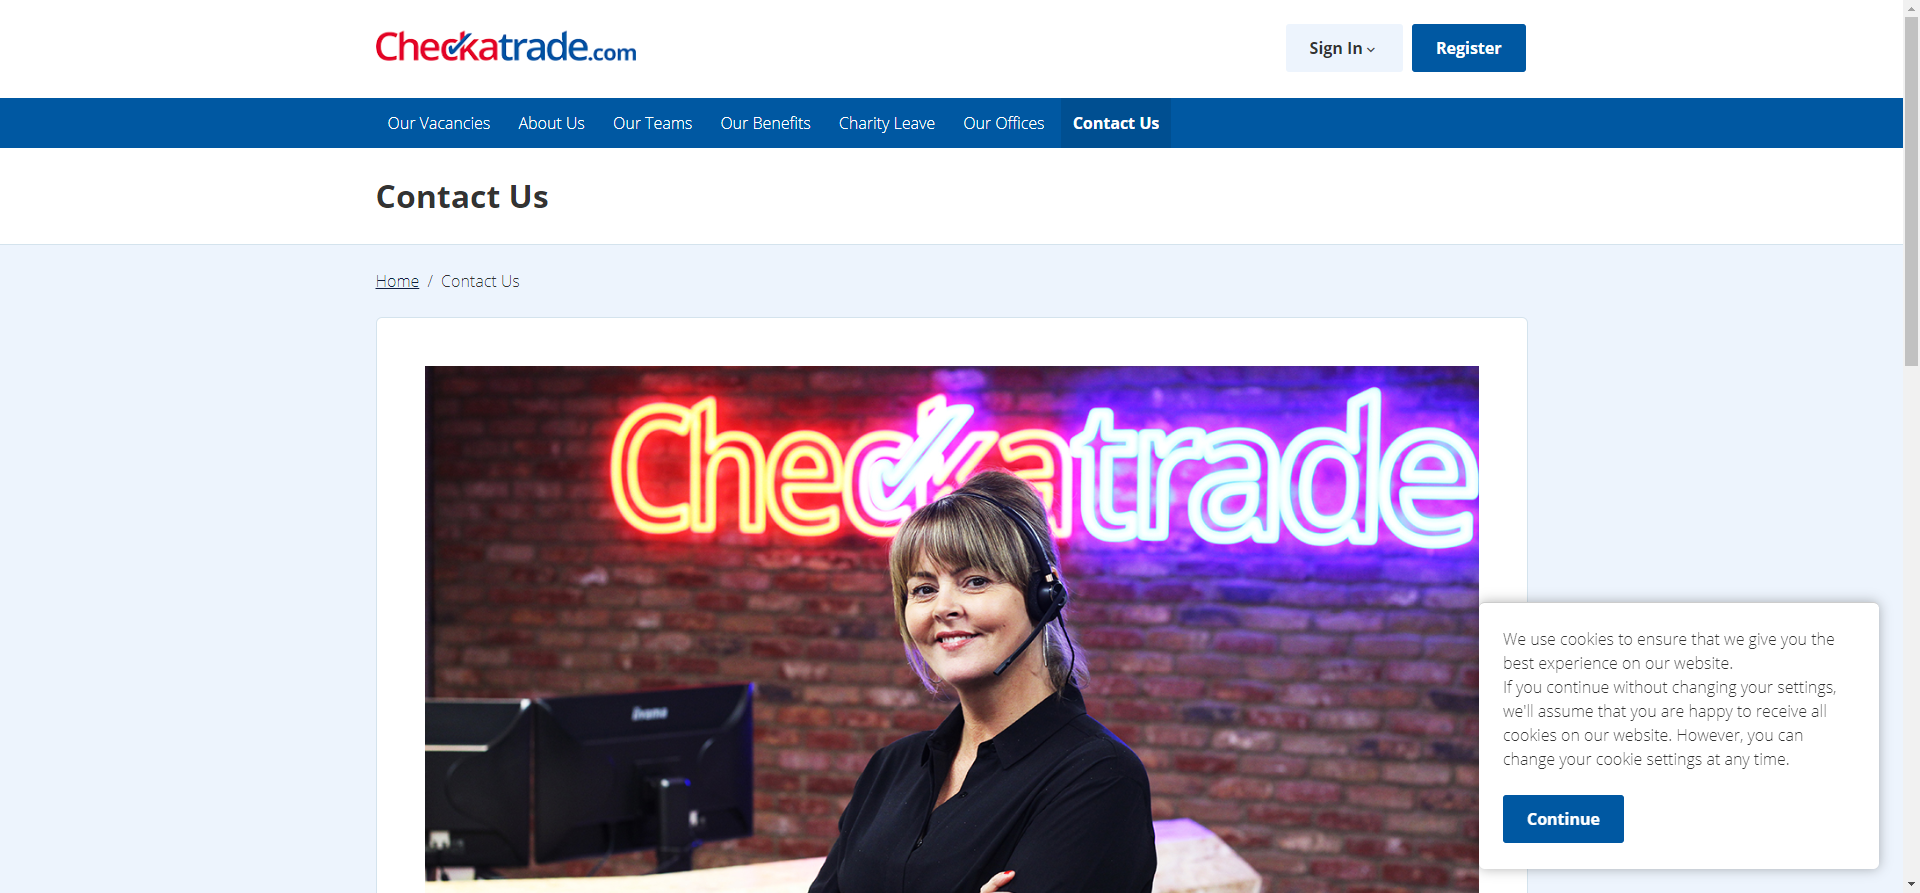 Checkatrade.com
Sign In
Register
Our Vacancies
About Us
Our Teams
Our Benefits
Charity Leave
Our Offices
Contact Us
Contact Us
Home / Contact Us
Checkatrade
iiyama
We use cookies to ensure that we give you the
best experience on our website.
If you continue without changing your settings,
we'll assume that you are happy to receive all
cookies on our website. However, you can
change your cookie settings at any time.
Continue